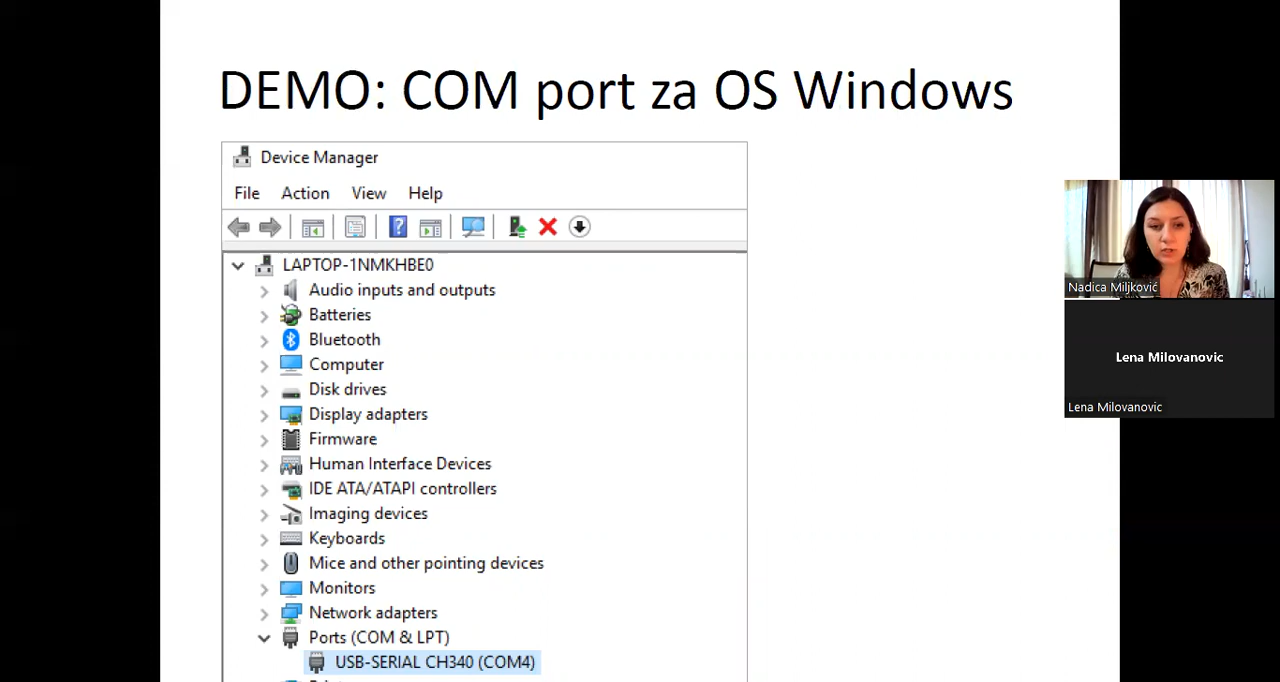 DEMO: COM port za OS Windows
Device Manager
File Action View Help
LAPTOP-1NMKHBE0
Audio inputs and outputs
Batteries
Bluetooth
Computer
Disk drives
Display adapters
Firmware
Human Interface Devices
IDE ATA/ATAPI controllers
Imaging devices
Keyboards
Mice and other pointing devices
Monitors
Network adapters
Ports (COM & LPT)
USB-SERIAL CH340 (COM4)
Nadica Miljković
Lena Milovanovic
Lena Milovanovic